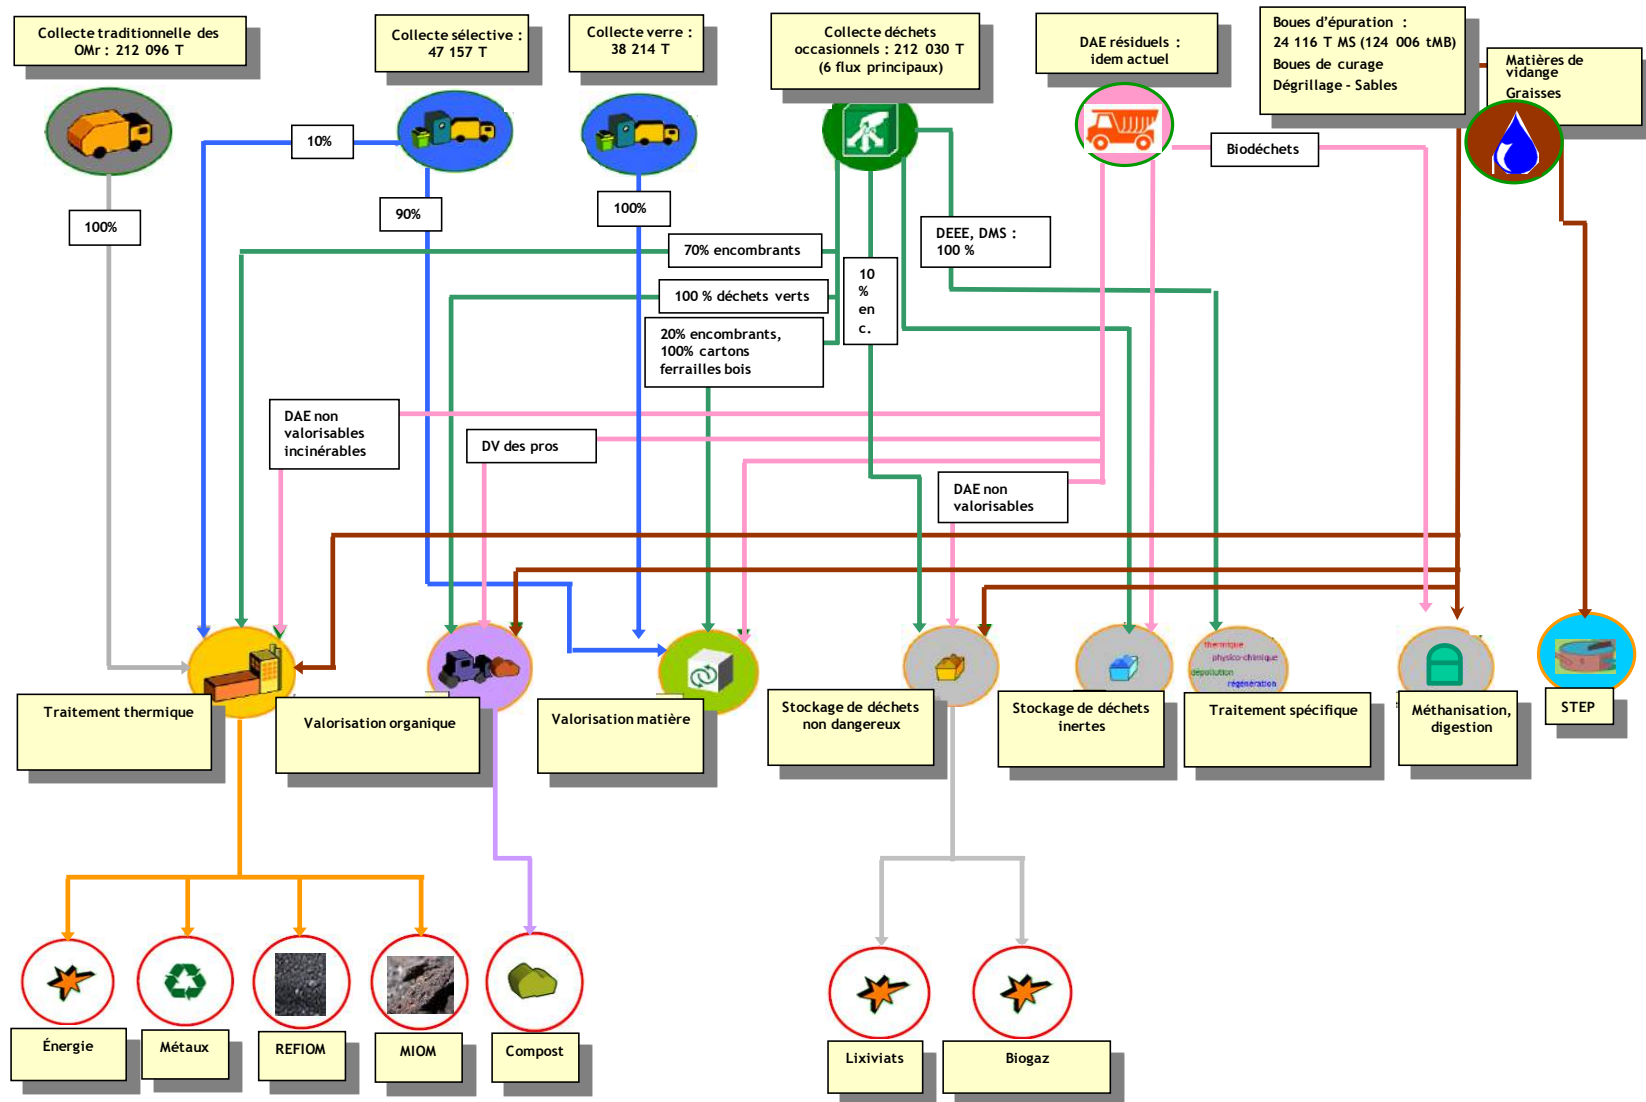 Collecte traditionnelle des
OMr : 212 096 T
Collecte sélective :
47 157 T
Collecte verre :
38 214 T
Collecte déchets
occasionnels : 212 030 T
(6 flux principaux)
DAE résiduels :
idem actuel
Boues d'épuration :
24 116 T MS (124 006 tMB)
Boues de curage
Dégrillage - Sables
Matières de
vidange
Graisses
10%
Biodéchets
100%
90%
100%
DEEE, DMS :
100 %
70% encombrants
10
%
en
c.
100 % déchets verts
20% encombrants,
100% cartons
ferrailles bois
DAE non
valorisables
incinérables
DV des pros
DAE non
valorisables
thermique
physico-chimique
dépollution
régénération
Traitement thermique
Valorisation organique
Valorisation matière
Stockage de déchets
non dangereux
Stockage de déchets
inertes
Traitement spécifique
Méthanisation,
digestion
STEP
Énergie
Métaux
REFIOM
MIOM
Compost
Lixiviats
Biogaz